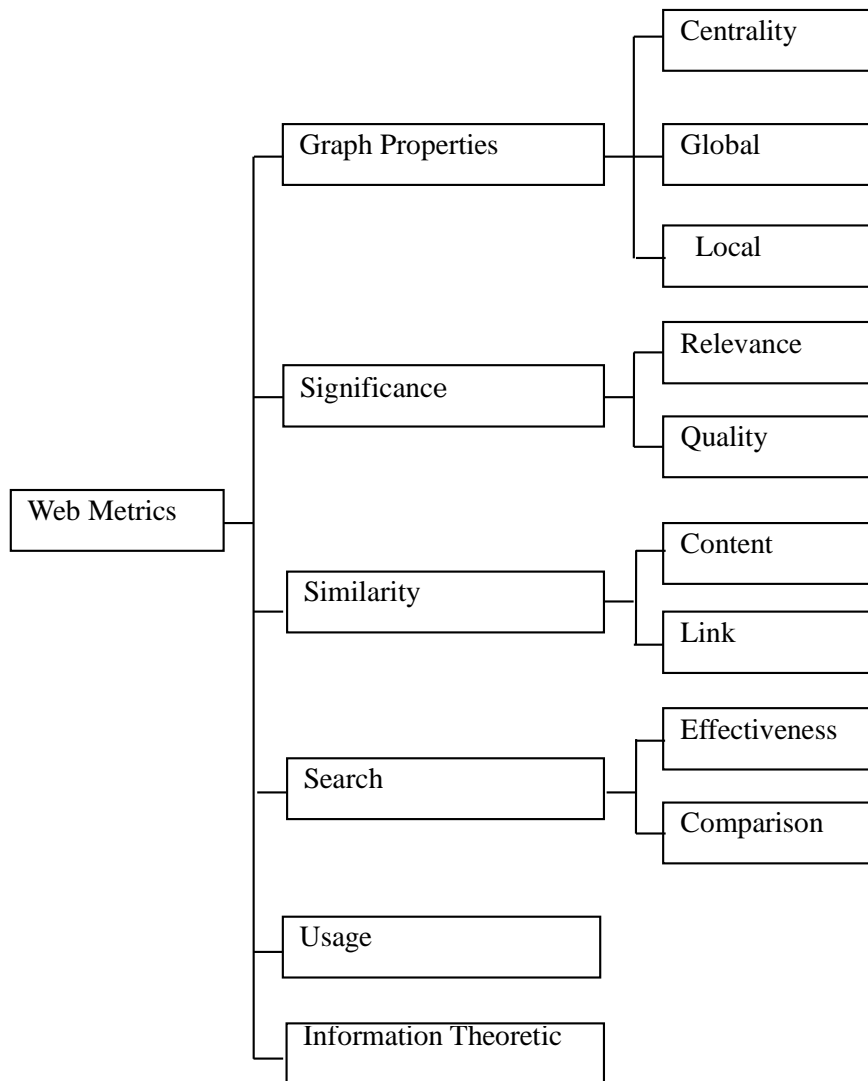 Centrality
Graph Properties
Global
Local
Relevance
Significance
Quality
Web Metrics
Content
Similarity
Link
Effectiveness
Search
Comparison
Usage
Information Theoretic